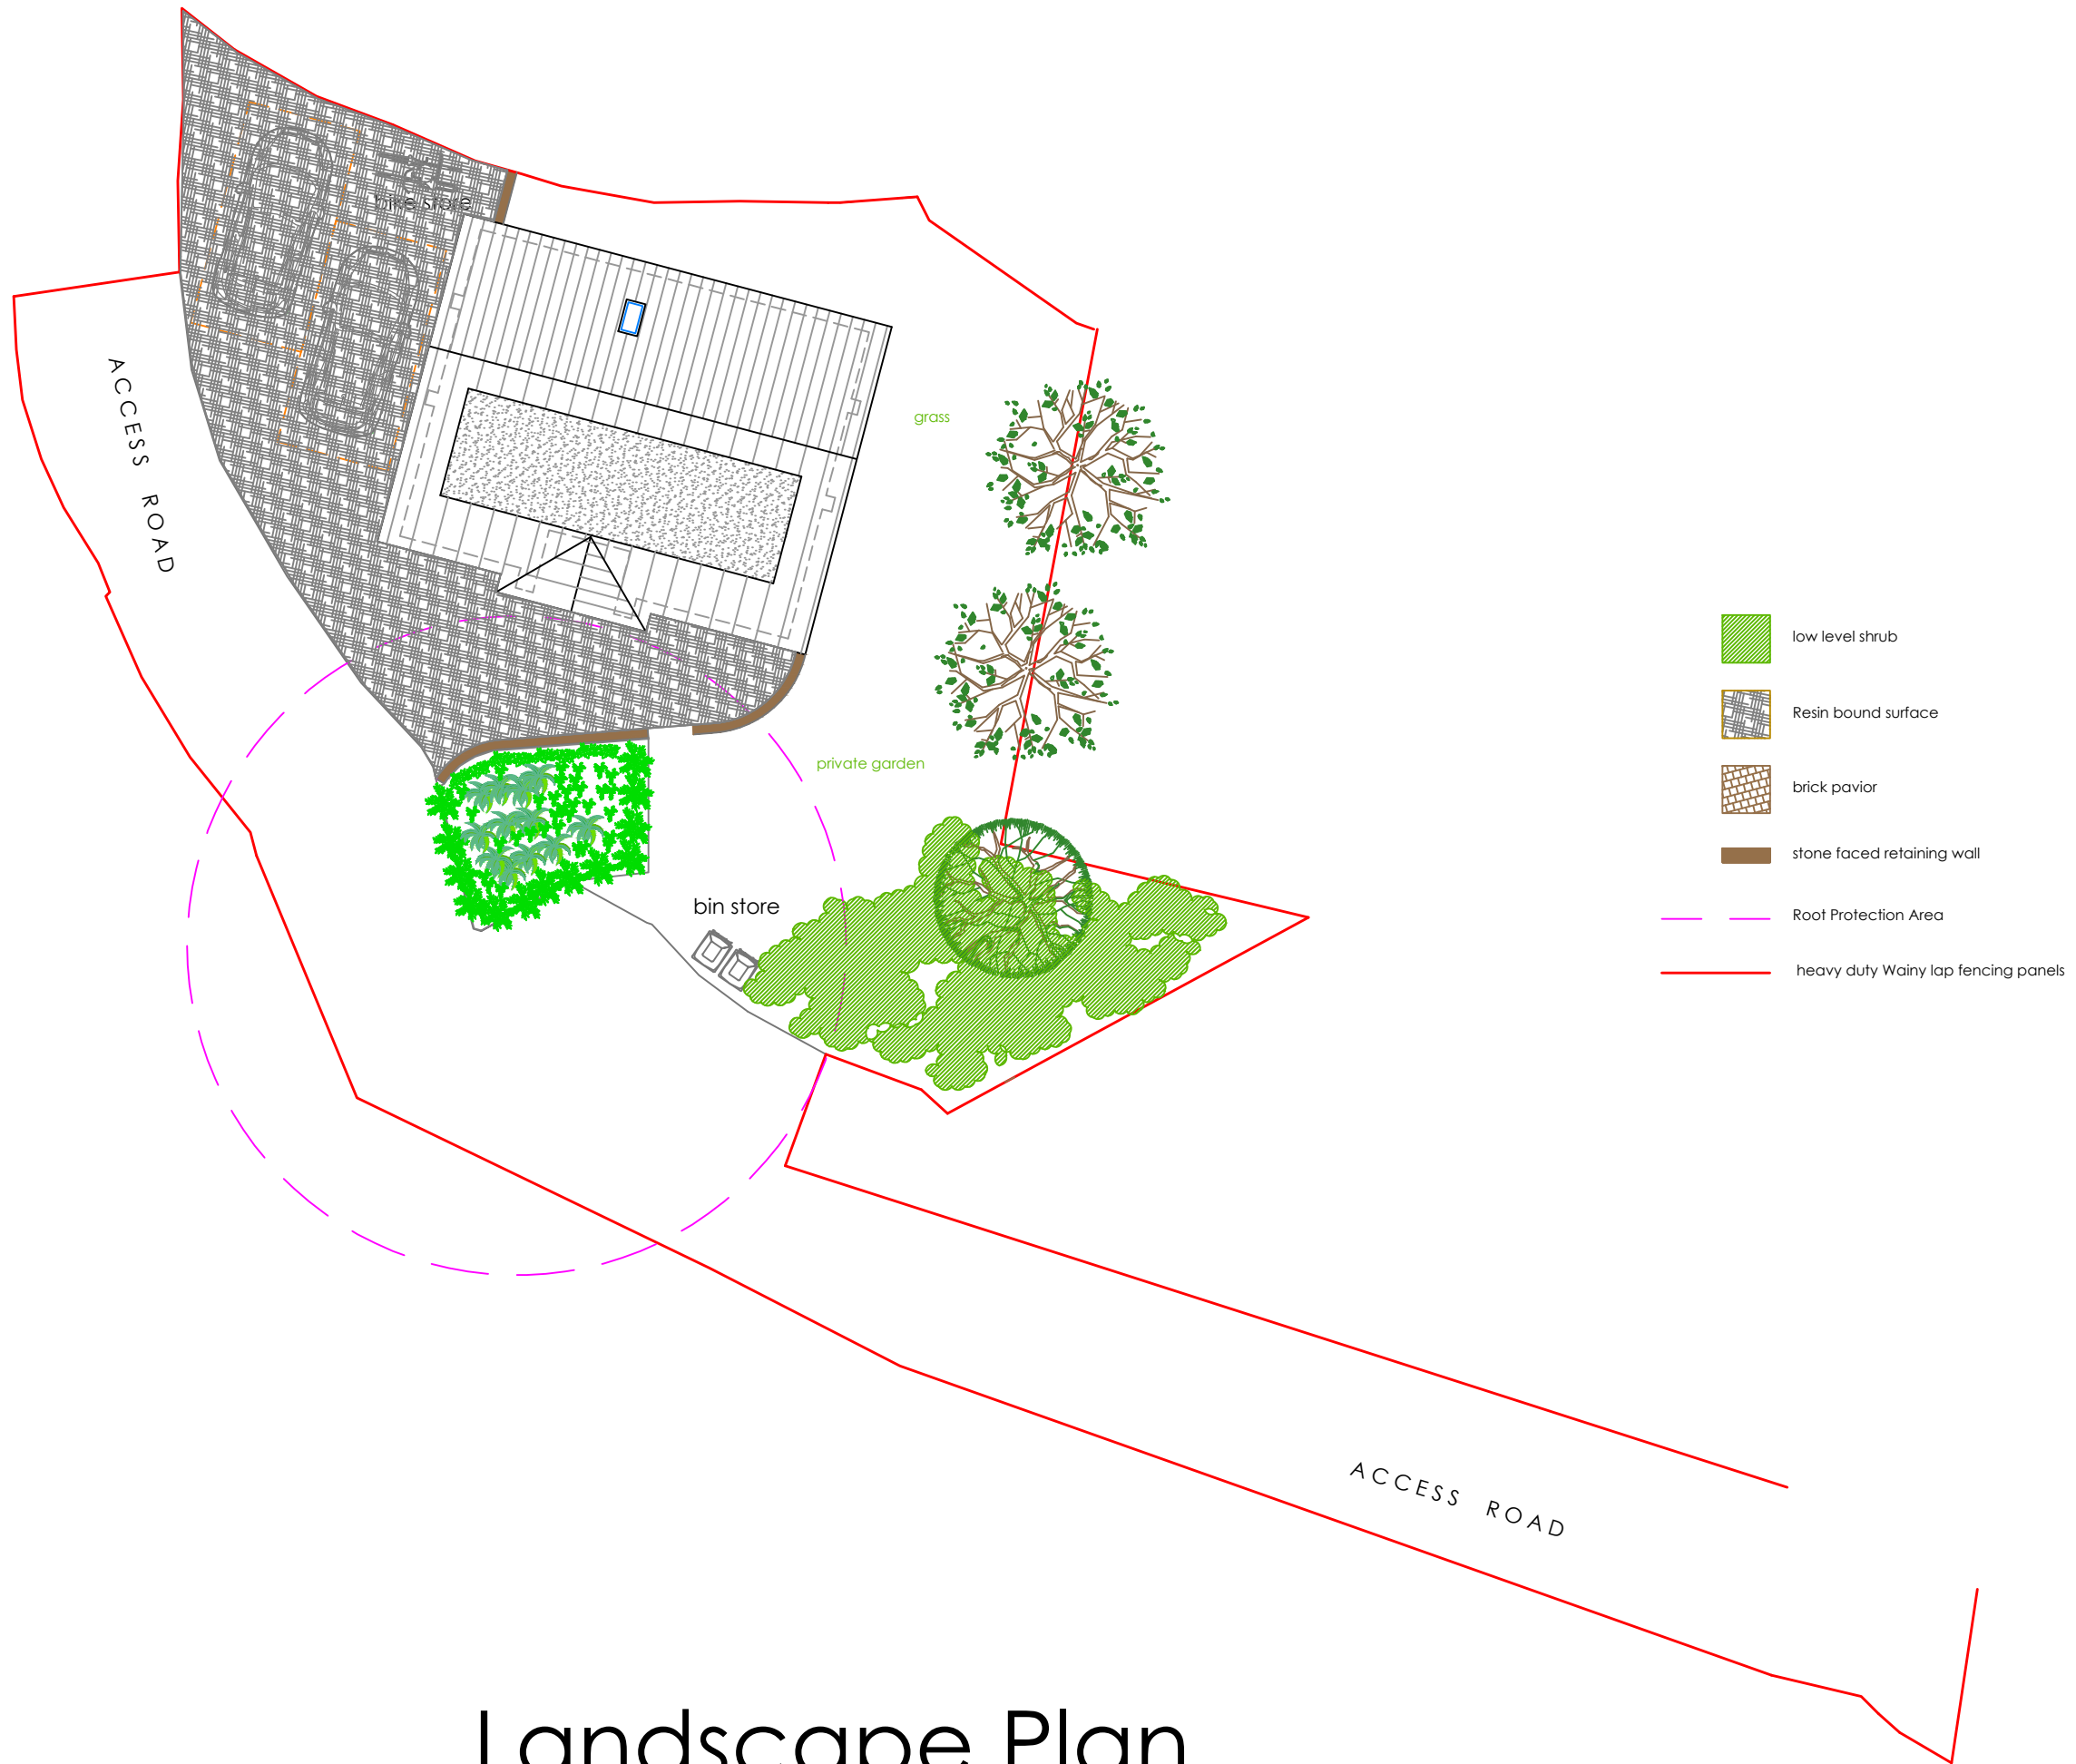 bike store
ACCESS ROAD
grass
private garden
bin store
low level shrub
Resin bound surface
brick pavior
stone faced retaining wall
Root Protection Area
heavy duty Wainy lap fencing panels
ACCESS ROAD
Landscape Plan